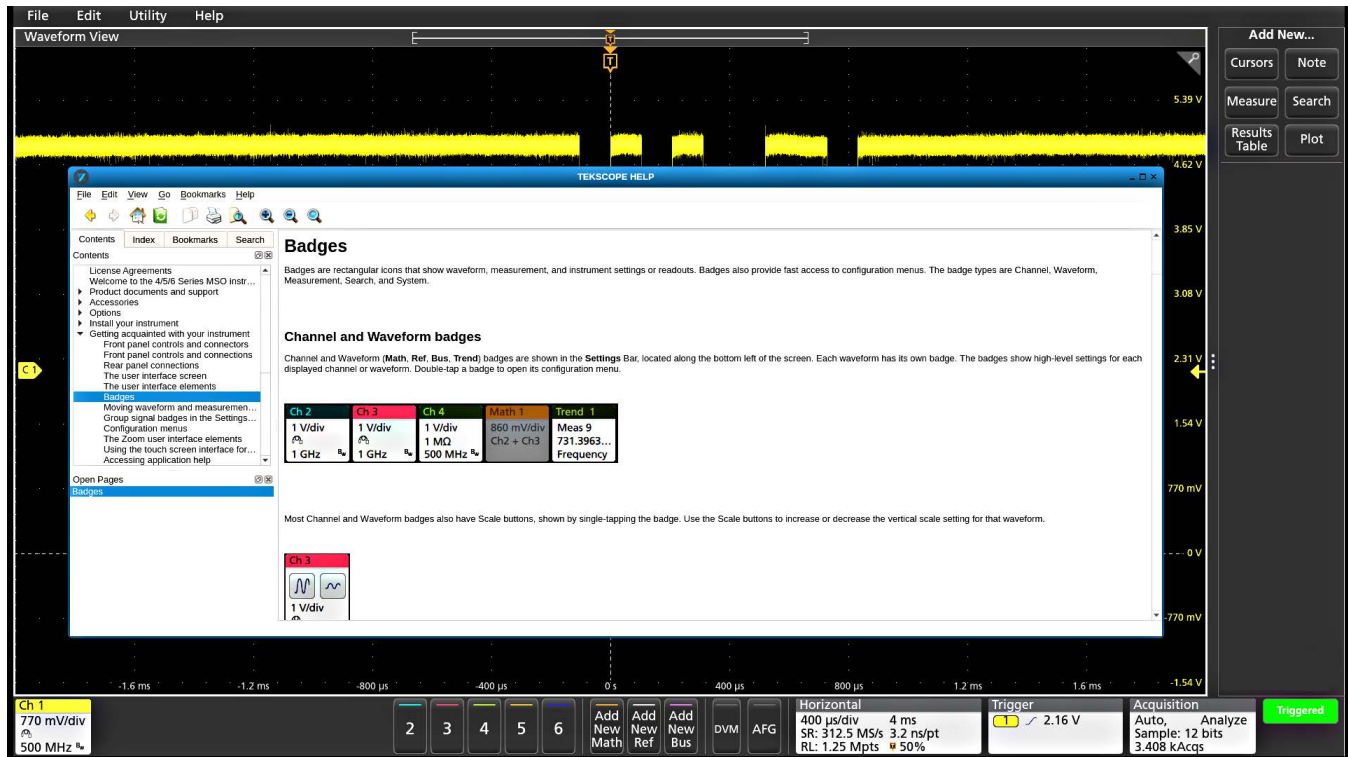 File Edit Utility Help
Waveform View
Add New...
Cursors Note
Measure Search
Results Table Plot
T
T
5.39 V
4.62 V
3.85 V
3.08 V
2.31 V
1.54 V
770 mV
0 V
-770 mV
-1.54 V
C 1
TEKSCOPE HELP
File Edit View Go Bookmarks Help
Contents Index Bookmarks Search
Contents
License Agreements
Welcome to the 4/5/6 Series MSO instr...
Product documents and support
Accessories
Options
Install your instrument
Getting acquainted with your instrument
Front panel controls and connectors
Front panel controls and connections
Rear panel connections
The user interface screen
The user interface elements
Badges
Moving waveform and measuremen...
Group signal badges in the Settings...
Configuration menus
The Zoom user interface elements
Using the touch screen interface for...
Accessing application help
Open Pages
Badges
Badges
Badges are rectangular icons that show waveform, measurement, and instrument settings or readouts. Badges also provide fast access to configuration menus. The badge types are Channel, Waveform,
Measurement, Search, and System.
Channel and Waveform badges
Channel and Waveform (Math, Ref, Bus, Trend) badges are shown in the Settings Bar, located along the bottom left of the screen. Each waveform has its own badge. The badges show high-level settings for each
displayed channel or waveform. Double-tap a badge to open its configuration menu.
Ch 2 Ch 3 Ch 4 Math 1 Trend 1
1 V/div 1 V/div 1 V/div 860 mV/div Meas 9
1 MΩ Ch2 + Ch3 731.3963...
1 GHz Bw 1 GHz Bw 500 MHz Bw Frequency
Most Channel and Waveform badges also have Scale buttons, shown by single-tapping the badge. Use the Scale buttons to increase or decrease the vertical scale setting for that waveform.
Ch 3
1 V/div
-1.6 ms -1.2 ms -800 µs -400 µs 0 s 400 µs 800 µs 1.2 ms 1.6 ms
Ch 1
770 mV/div
500 MHz Bw
2 3 4 5 6
Add New Math
Add New Ref
Add New Bus
DVM AFG
Horizontal
400 µs/div 4 ms
SR: 312.5 MS/s 3.2 ns/pt
RL: 1.25 Mpts 50%
Trigger
1 2.16 V
Acquisition
Auto, Analyze
Sample: 12 bits
3.408 kAcqs
Triggered